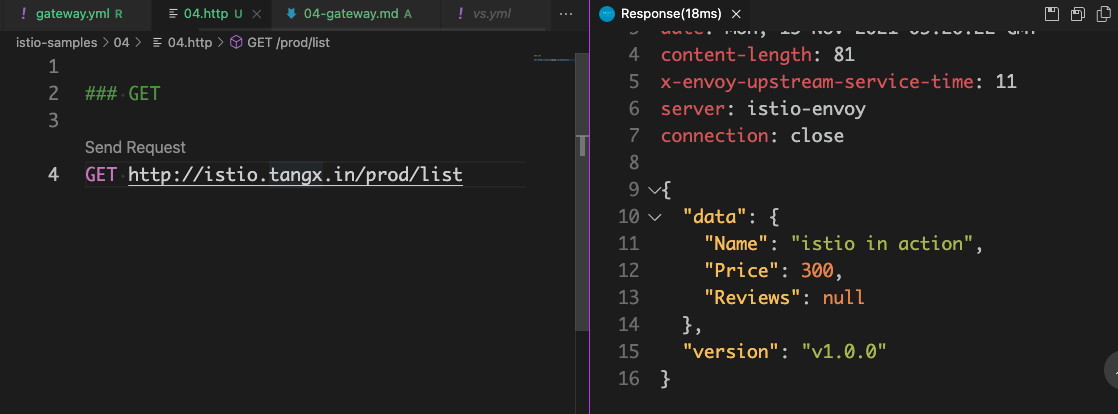 ! gateway.yml R
04.http U ×
04-gateway.md A
! vs.yml
...
istio-samples > 04 > 04.http > GET /prod/list
1
2 ### GET
3
Send Request
4 GET http://istio.tangx.in/prod/list
Response(18ms) ×
4 content-length: 81
5 x-envoy-upstream-service-time: 11
6 server: istio-envoy
7 connection: close
8
9 {
10 "data": {
11 "Name": "istio in action",
12 "Price": 300,
13 "Reviews": null
14 },
15 "version": "v1.0.0"
16 }